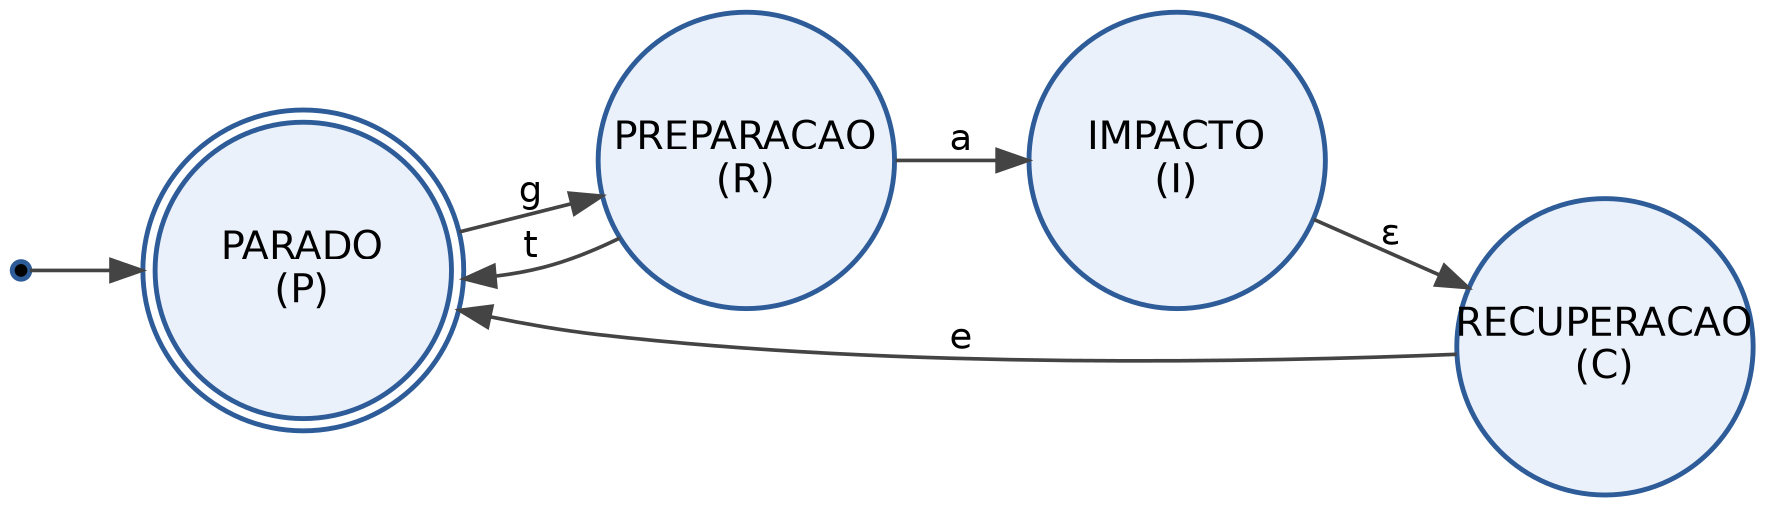 PARADO
(P)
g
t
PREPARACAO
(R)
a
e
IMPACTO
(I)
ε
RECUPERACAO
(C)